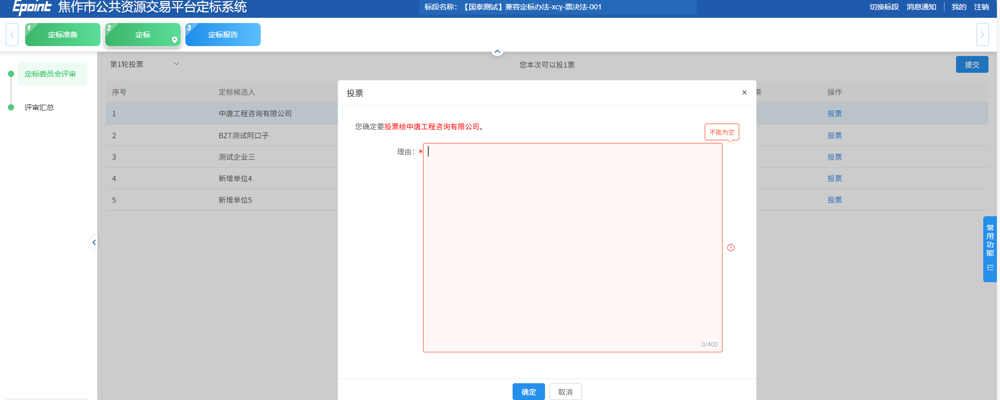 Epoint 焦作市公共资源交易平台定标系统
标段名称： 【国泰测试】兼容定标办法-xcy-票决法-001
切换标段 消息通知 我的 注销
1 定标准备
2 定标
3 定标报告
定标委员会评审
评审汇总
第1轮投票
您本次可以投1票
提交
序号 定标候选人 果 操作
1 中唐工程咨询有限公司 投票
2 BZT测试阿口子 投票
3 测试企业三 投票
4 新增单位4 投票
5 新增单位5 投票
投票
×
您确定要投票给中唐工程咨询有限公司。
不能为空
理由：*
0/400
确定 取消
常用功能